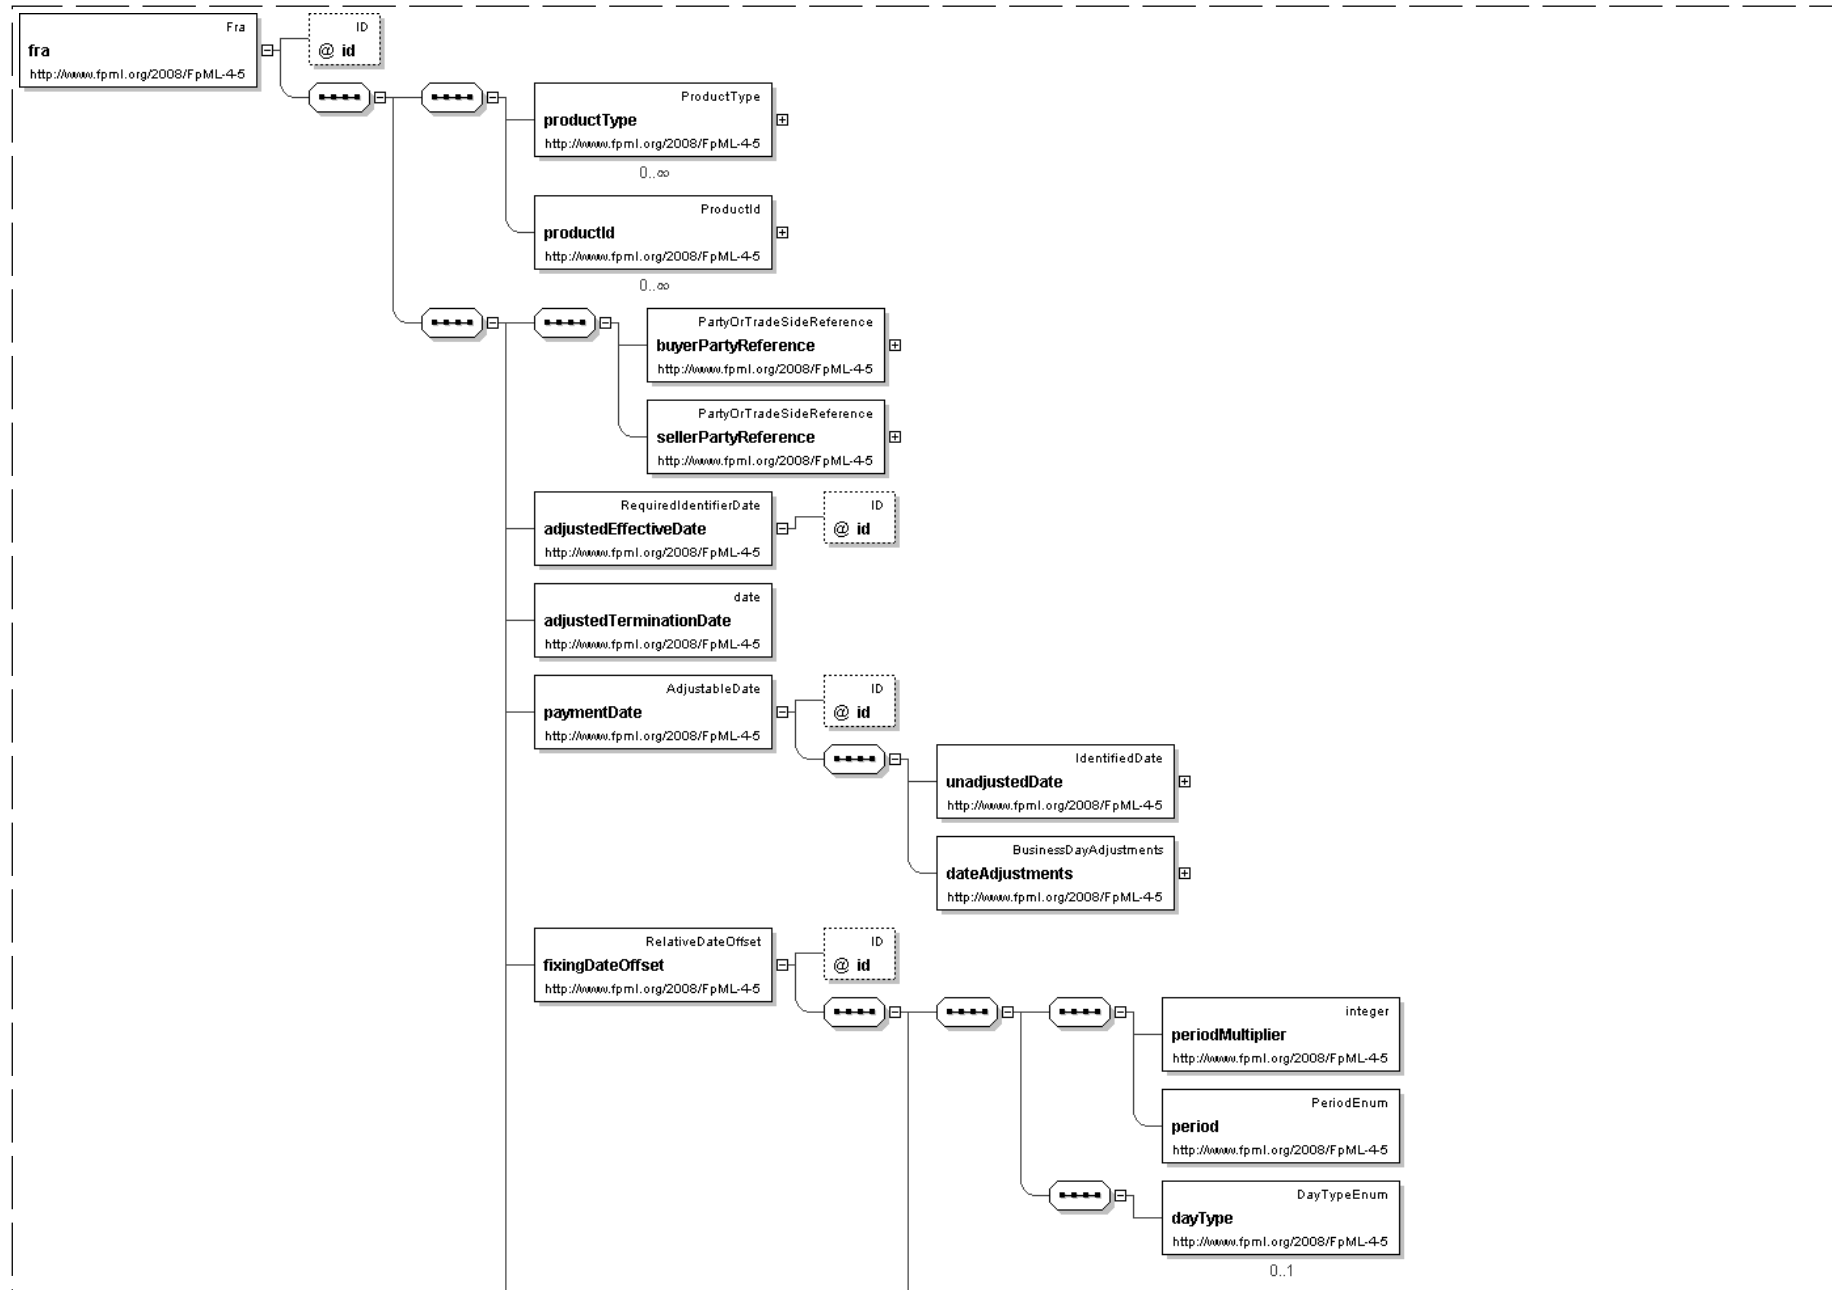 Fra
fra
http://www.fpml.org/2008/FpML-4-5
ID
@ id
ProductType
productType
http://www.fpml.org/2008/FpML-4-5
0..∞
ProductId
productId
http://www.fpml.org/2008/FpML-4-5
0..∞
PartyOrTradeSideReference
buyerPartyReference
http://www.fpml.org/2008/FpML-4-5
PartyOrTradeSideReference
sellerPartyReference
http://www.fpml.org/2008/FpML-4-5
RequiredIdentifierDate
adjustedEffectiveDate
http://www.fpml.org/2008/FpML-4-5
ID
@ id
date
adjustedTerminationDate
http://www.fpml.org/2008/FpML-4-5
AdjustableDate
paymentDate
http://www.fpml.org/2008/FpML-4-5
ID
@ id
IdentifiedDate
unadjustedDate
http://www.fpml.org/2008/FpML-4-5
BusinessDayAdjustments
dateAdjustments
http://www.fpml.org/2008/FpML-4-5
RelativeDateOffset
fixingDateOffset
http://www.fpml.org/2008/FpML-4-5
ID
@ id
integer
periodMultiplier
http://www.fpml.org/2008/FpML-4-5
PeriodEnum
period
http://www.fpml.org/2008/FpML-4-5
DayTypeEnum
dayType
http://www.fpml.org/2008/FpML-4-5
0..1